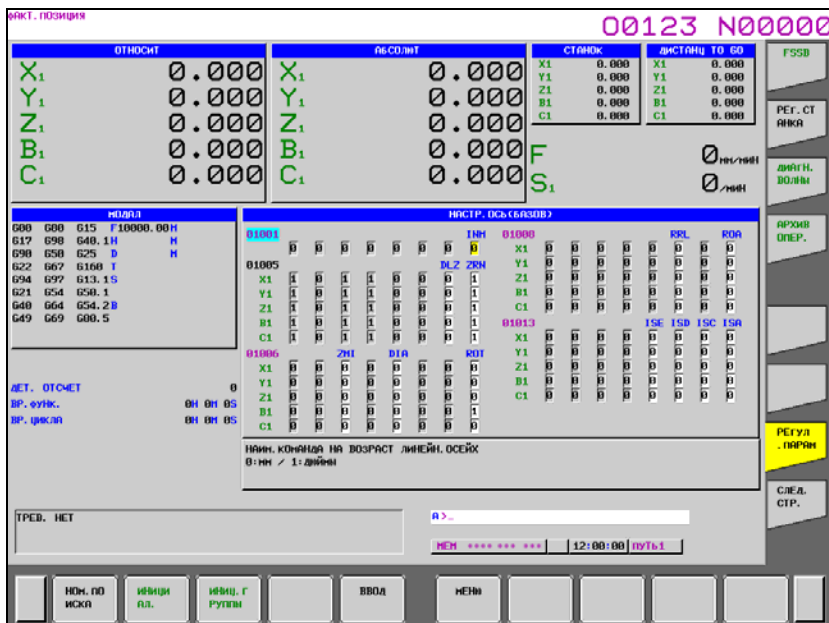 ФАКТ. ПОЗИЦИЯ
O0123 N00000
ОТНОСИТ
X1 0.000
Y1 0.000
Z1 0.000
B1 0.000
C1 0.000
АБСОЛЮТ
X1 0.000
Y1 0.000
Z1 0.000
B1 0.000
C1 0.000
СТАНОК
X1 0.000
Y1 0.000
Z1 0.000
B1 0.000
C1 0.000
ДИСТАНЦ TO GO
X1 0.000
Y1 0.000
Z1 0.000
B1 0.000
C1 0.000
F 0 ММ/МИН
S1 0 /МИН
МОДАЛ
G00 G80 G15 F10000.00 M
G17 G98 G40.1 H M
G90 G50 G25 D M
G22 G67 G160 T
G94 G97 G13.1 S
G21 G54 G50.1
G40 G64 G54.2 B
G49 G69 G80.5
ДЕТ. ОТСЧЕТ 0
ВР.ФУНК. 0H 0M 0S
ВР.ЦИКЛА 0H 0M 0S
НАСТР.ОСЬ(БАЗОВ)
01001 INM
0 0 0 0 0 0 0 0
01005 DLZ ZRN
X1 1 0 1 1 0 0 0 1
Y1 1 0 1 1 0 0 0 1
Z1 1 0 1 1 0 0 0 1
B1 1 0 1 1 0 0 0 1
C1 1 0 1 1 0 0 0 1
01006 ZMI DIA ROT
X1 0 0 0 0 0 0 0 0
Y1 0 0 0 0 0 0 0 0
Z1 0 0 0 0 0 0 0 0
B1 0 0 0 0 0 0 0 1
C1 0 0 0 0 0 0 0 1
01008 RRL ROA
X1 0 0 0 0 0 0 0 0
Y1 0 0 0 0 0 0 0 0
Z1 0 0 0 0 0 0 0 0
B1 0 0 0 0 0 0 0 0
C1 0 0 0 0 0 0 0 0
01013 ISE ISD ISC ISA
X1 0 0 0 0 0 0 0 0
Y1 0 0 0 0 0 0 0 0
Z1 0 0 0 0 0 0 0 0
B1 0 0 0 0 0 0 0 0
C1 0 0 0 0 0 0 0 0
НАИМ.КОМАНДА НА ВОЗРАСТ ЛИНЕЙН.ОСЕЙХ
0:ММ / 1:ДЮЙМЫ
ТРЕВ. НЕТ
A>_
MEM **** *** *** 12:00:00 ПУТЬ1
FSSB
РЕГ.СТ
АНКА
ДИАГН.
ВОЛНЫ
АРХИВ
ОПЕР.
РЕГУЛ
.ПАРАМ
СЛЕД.
СТР.
НОМ.ПО
ИСКА
ИНИЦИ
АЛ.
ИНИЦ.Г
РУППЫ
ВВОД
МЕНЮ